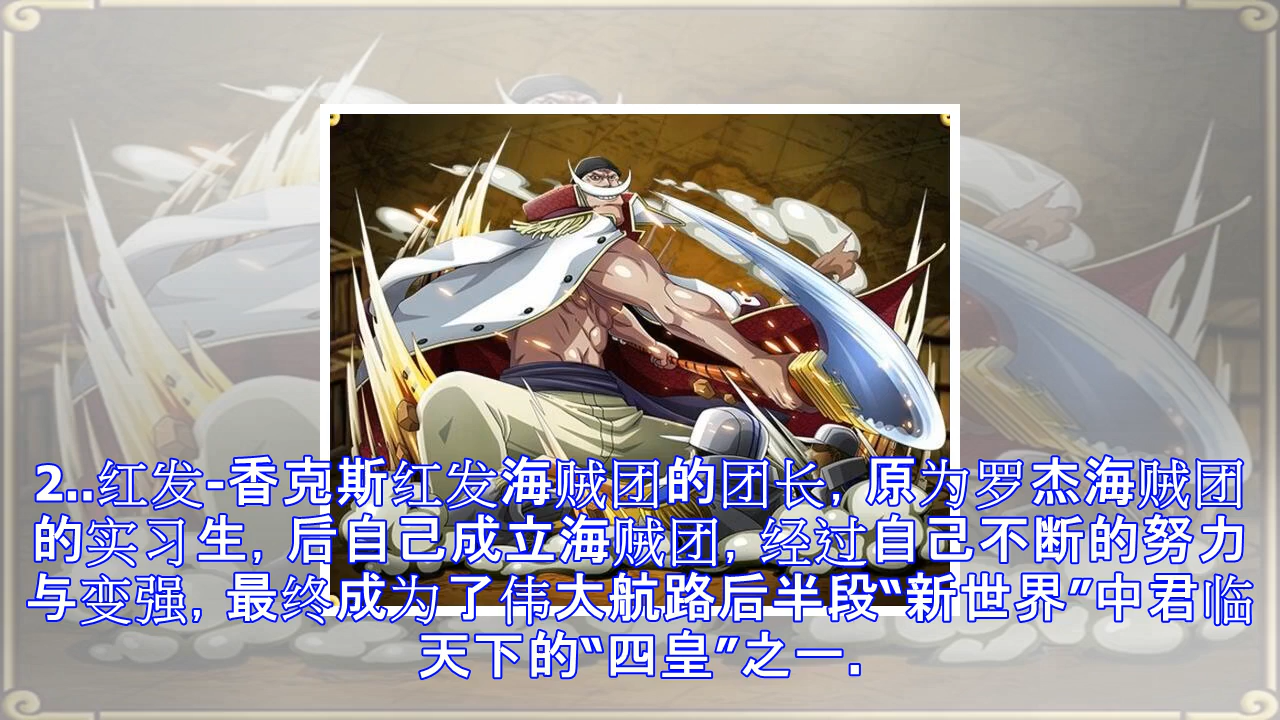 2..红发-香克斯红发海贼团的团长, 原为罗杰海贼团
的实习生, 后自己成立海贼团, 经过自己不断的努力
与变强, 最终成为了伟大航路后半段“新世界”中君临
天下的“四皇”之一.